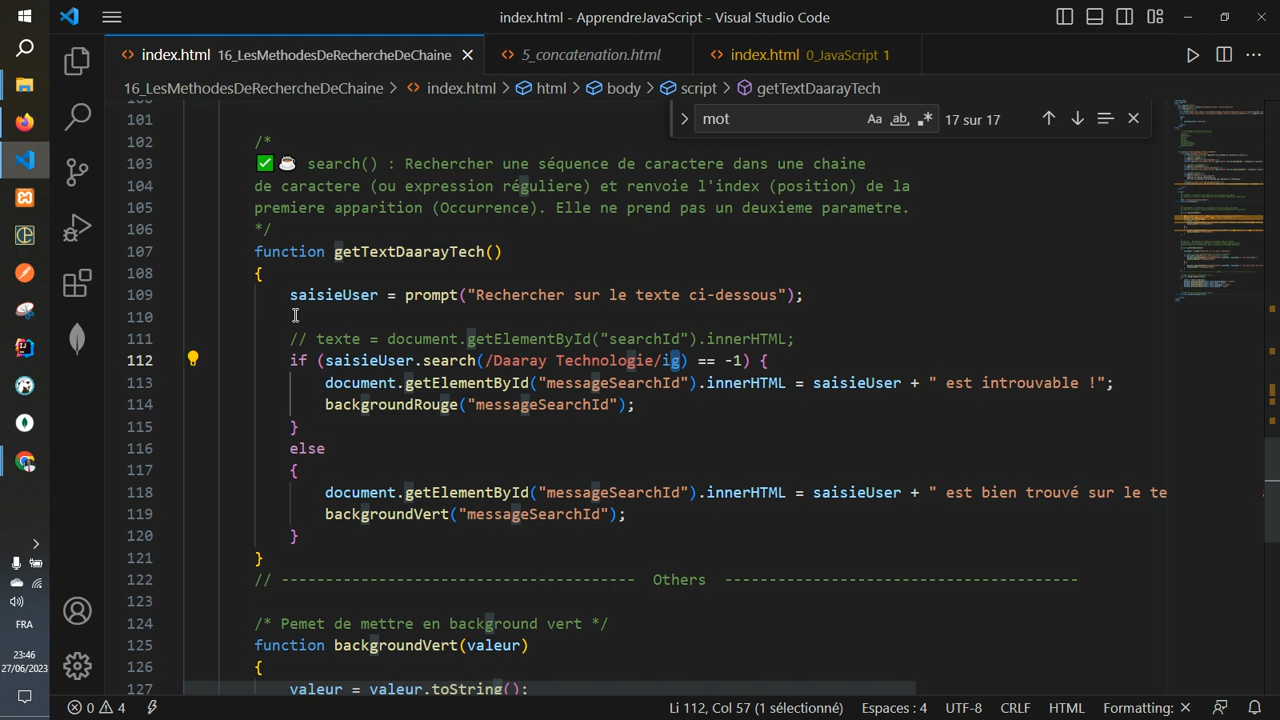 index.html - ApprendreJavaScript - Visual Studio Code
index.html 16_LesMethodesDeRechercheDeChaine
5_concatenation.html
index.html 0_JavaScript 1
16_LesMethodesDeRechercheDeChaine > index.html > html > body > script > getTextDaarayTech
mot
Aa ab
17 sur 17
101
102 /*
103 ✅ ☕ search() : Rechercher une séquence de caractere dans une chaine
104 de caractere (ou expression réguliere) et renvoie l'index (position) de la
105 premiere apparition (Occurrence). Elle ne prend pas un uxième parametre.
106 */
107 function getTextDaarayTech()
108 {
109 saisieUser = prompt("Rechercher sur le texte ci-dessous");
110
111 // texte = document.getElementById("searchId").innerHTML;
112 if (saisieUser.search(/Daaray Technologie/ig) == -1) {
113 document.getElementById("messageSearchId").innerHTML = saisieUser + " est introuvable !";
114 backgroundRouge("messageSearchId");
115 }
116 else
117 {
118 document.getElementById("messageSearchId").innerHTML = saisieUser + " est bien trouvé sur le te
119 backgroundVert("messageSearchId");
120 }
121 }
122 // ---------------------------------------- Others ----------------------------------------
123
124 /* Pemet de mettre en background vert */
125 function backgroundVert(valeur)
126 {
127 valeur = valeur.toString();
FRA
23:46
27/06/2023
0 4
Li 112, Col 57 (1 sélectionné)
Espaces : 4
UTF-8
CRLF
HTML
Formatting: ×